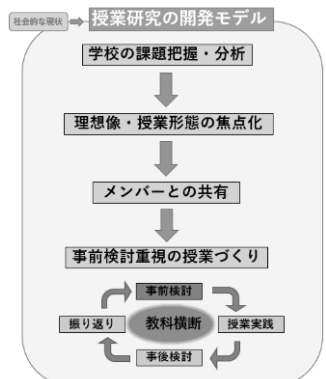 社会的な現状
授業研究の開発モデル
学校の課題把握・分析
理想像・授業形態の焦点化
メンバーとの共有
事前検討重視の授業づくり
事前検討
振り返り
教科横断
授業実践
事後検討